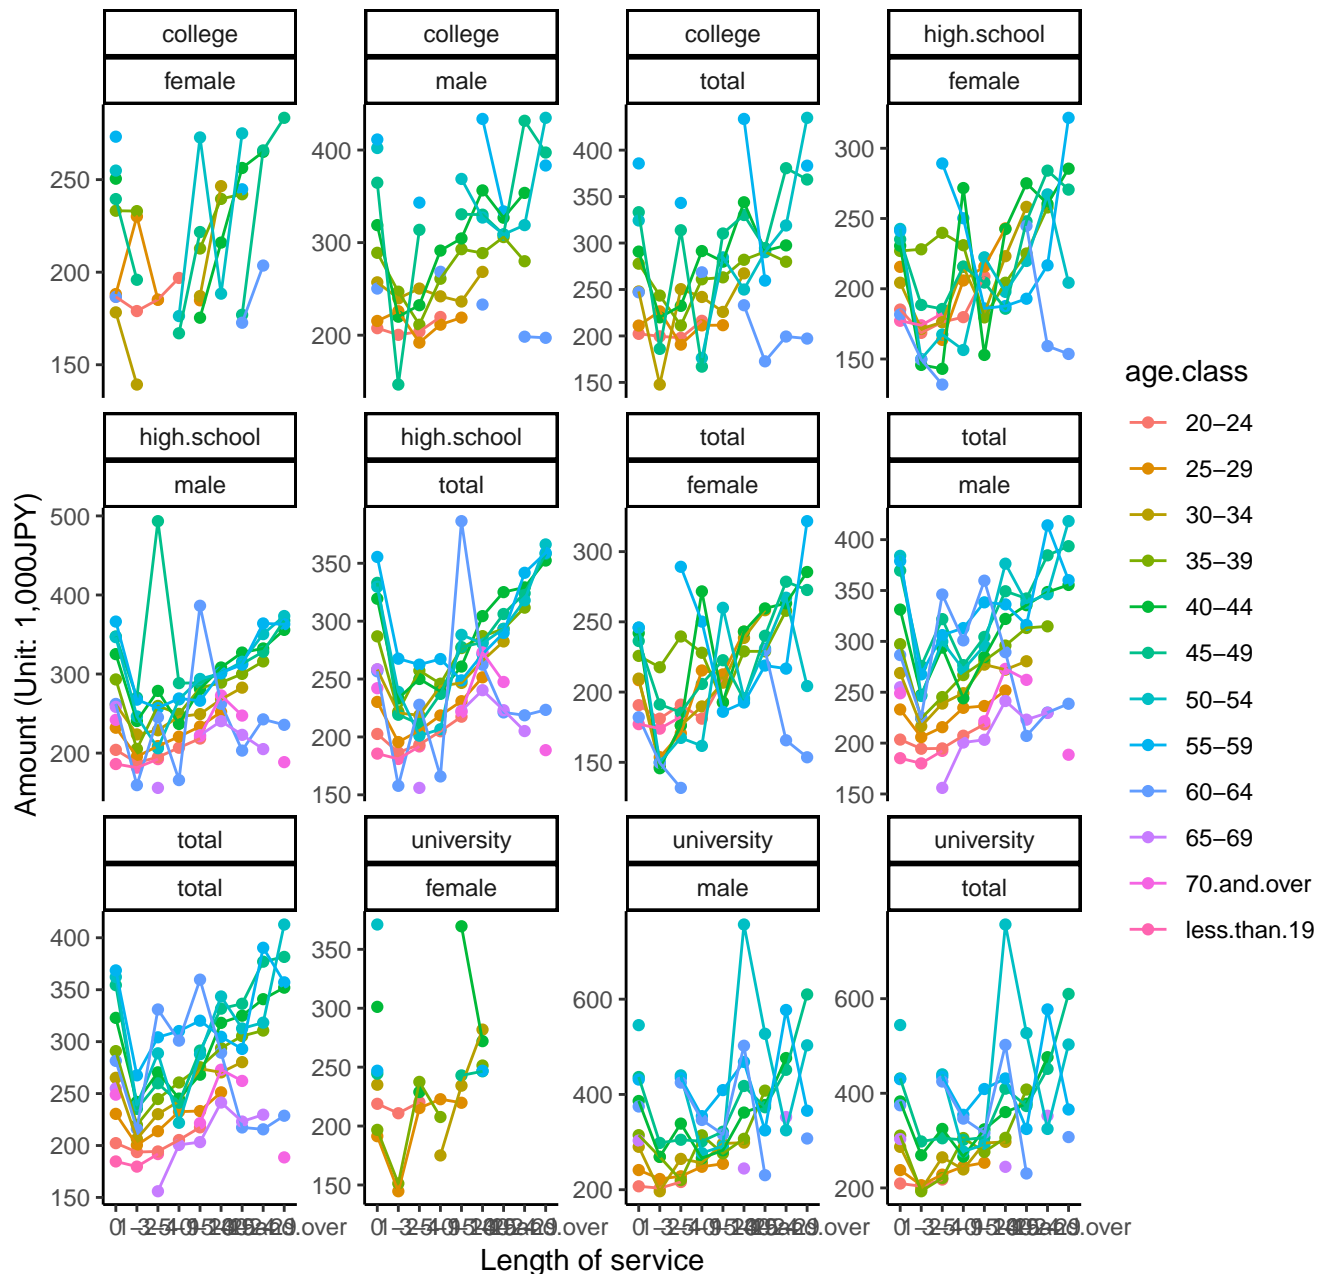 college
college
college
high.school
female
male
total
female
250
200
150
400
300
200
400
350
300
250
200
150
300
250
200
150
high.school
high.school
total
total
male
total
female
male
500
400
300
200
350
300
250
200
150
300
250
200
150
400
350
300
250
200
150
total
university
university
university
total
female
male
total
400
350
300
250
200
150
350
300
250
200
150
600
400
200
600
400
200
Length of service
Amount (Unit: 1,000JPY)
age.class
20−24
25−29
30−34
35−39
40−44
45−49
50−54
55−59
60−64
65−69
70.and.over
less.than.19